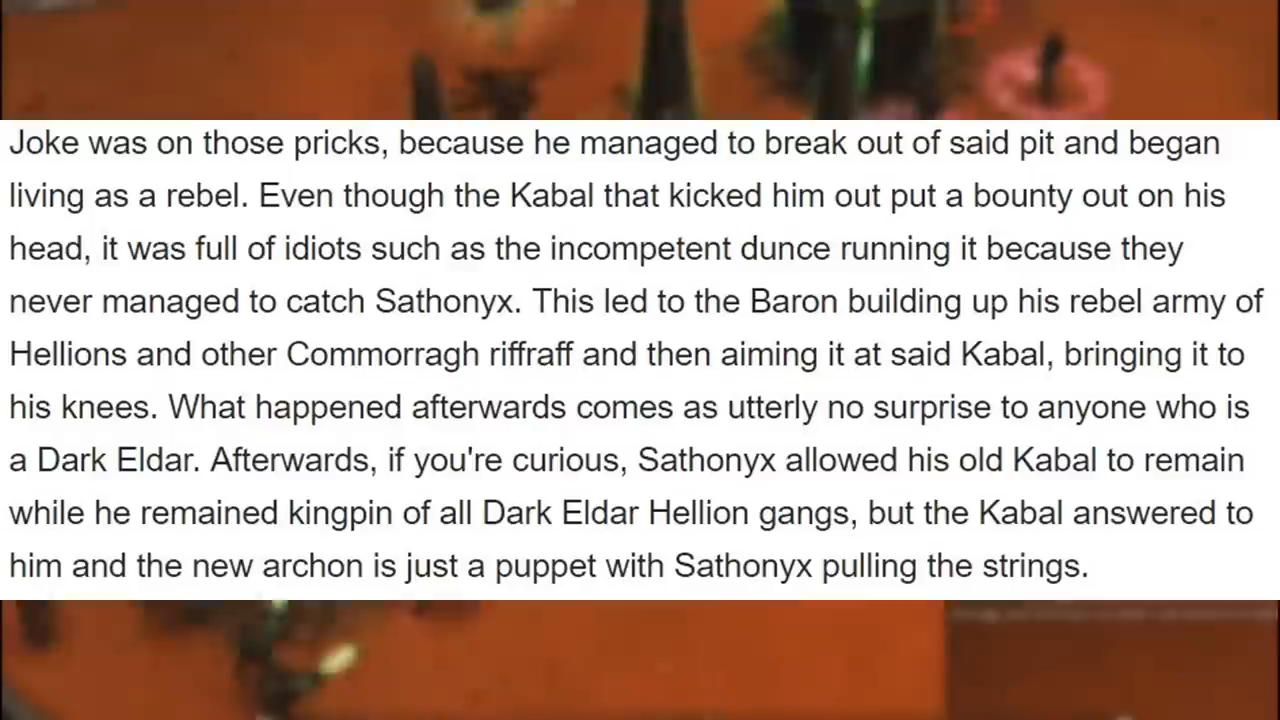 Joke was on those pricks, because he managed to break out of said pit and began
living as a rebel. Even though the Kabal that kicked him out put a bounty out on his
head, it was full of idiots such as the incompetent dunce running it because they
never managed to catch Sathonyx. This led to the Baron building up his rebel army of
Hellions and other Commorragh riffraff and then aiming it at said Kabal, bringing it to
his knees. What happened afterwards comes as utterly no surprise to anyone who is
a Dark Eldar. Afterwards, if you're curious, Sathonyx allowed his old Kabal to remain
while he remained kingpin of all Dark Eldar Hellion gangs, but the Kabal answered to
him and the new archon is just a puppet with Sathonyx pulling the strings.